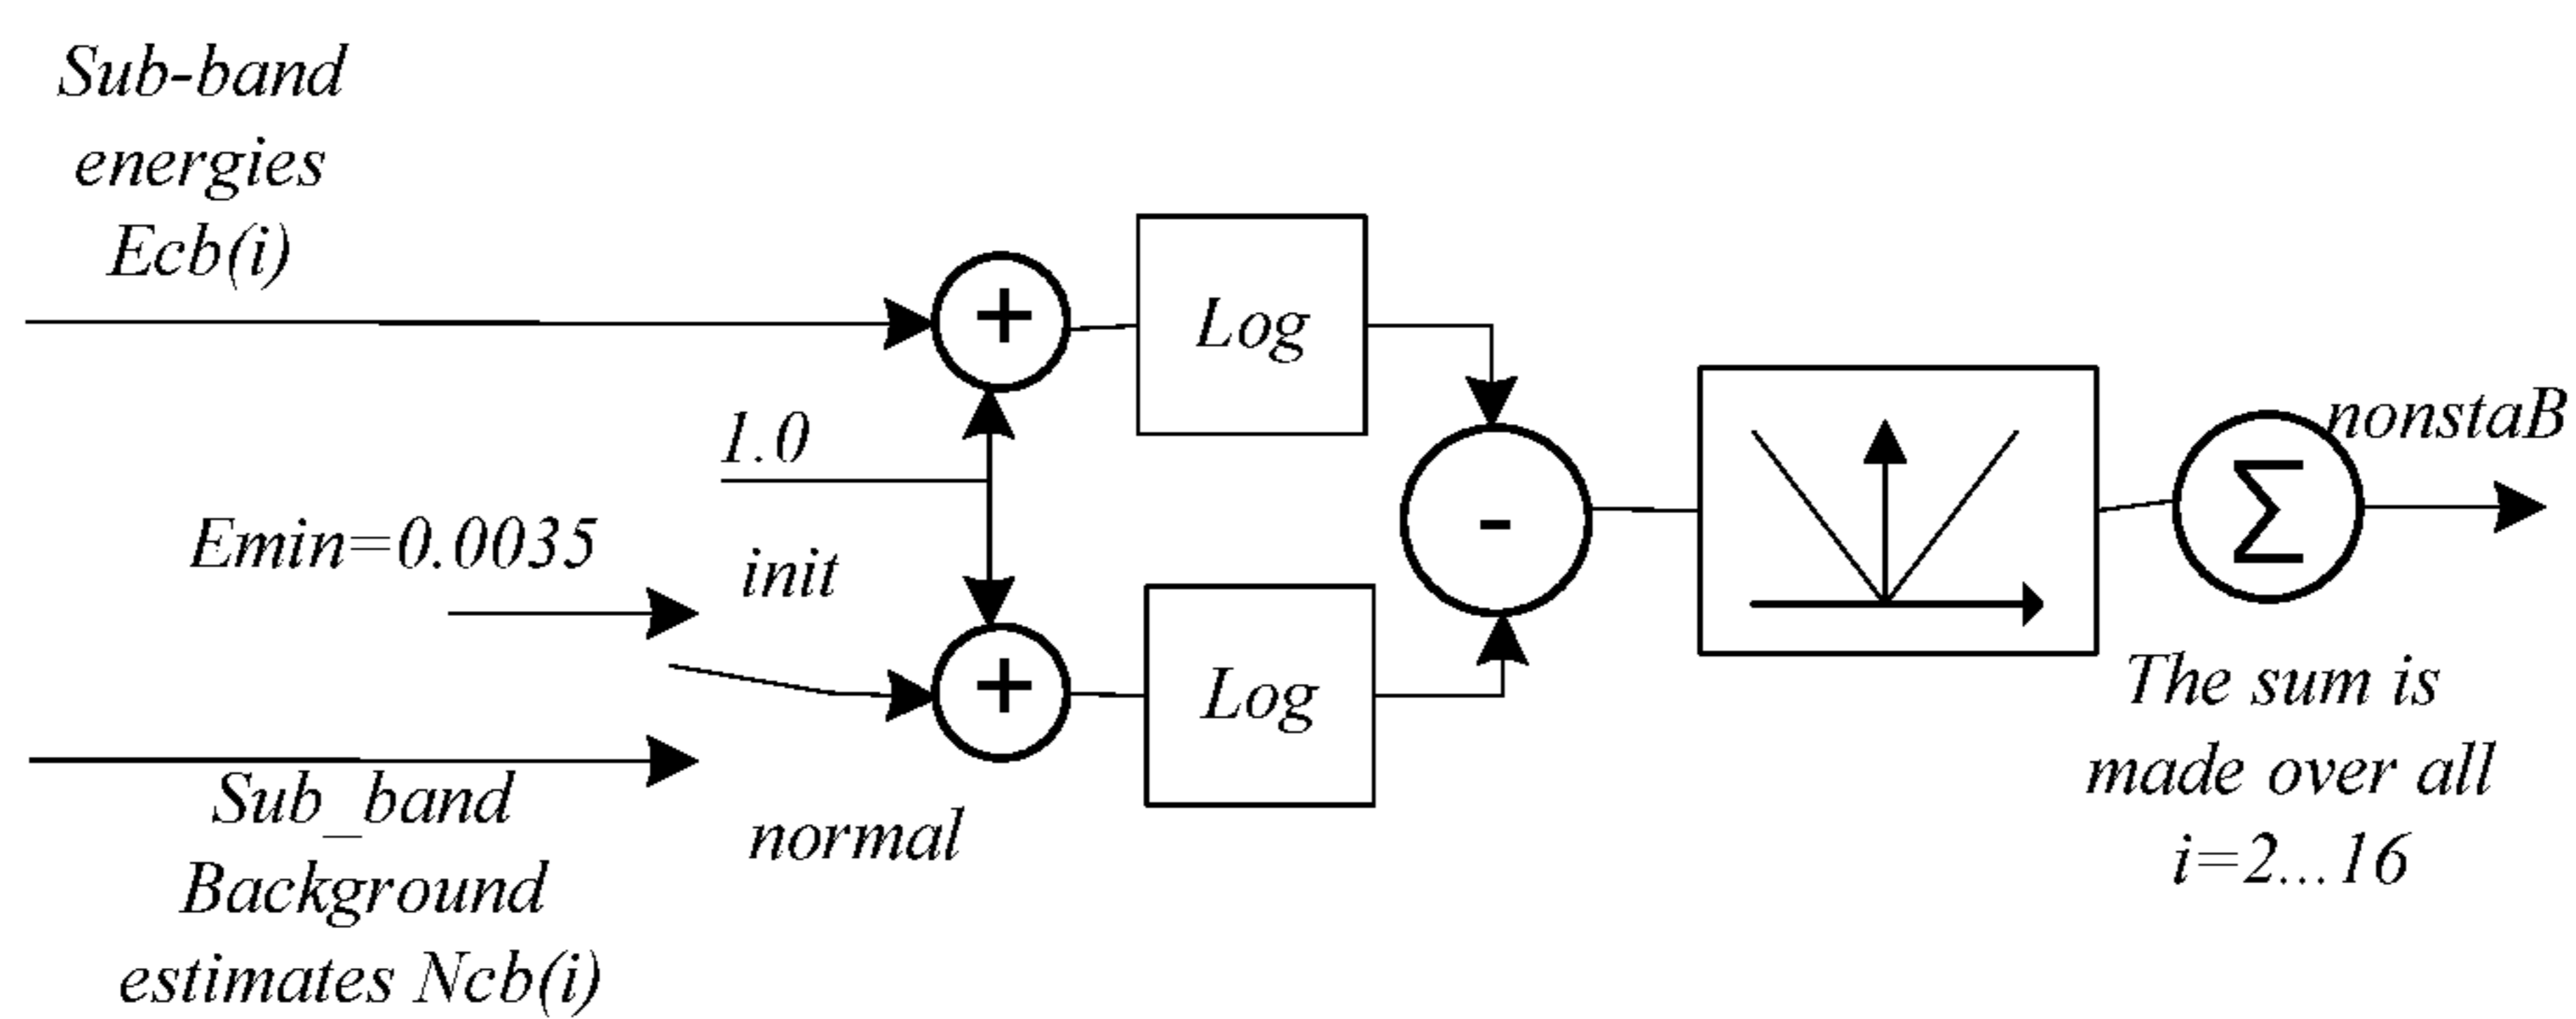 Sub-band
energies
Ecb(i)
+
Log
1.0
nonstaB
Emin=0.0035
init
-
Σ
+
Log
The sum is
made over all
i=2...16
normal
Sub_band
Background
estimates Ncb(i)